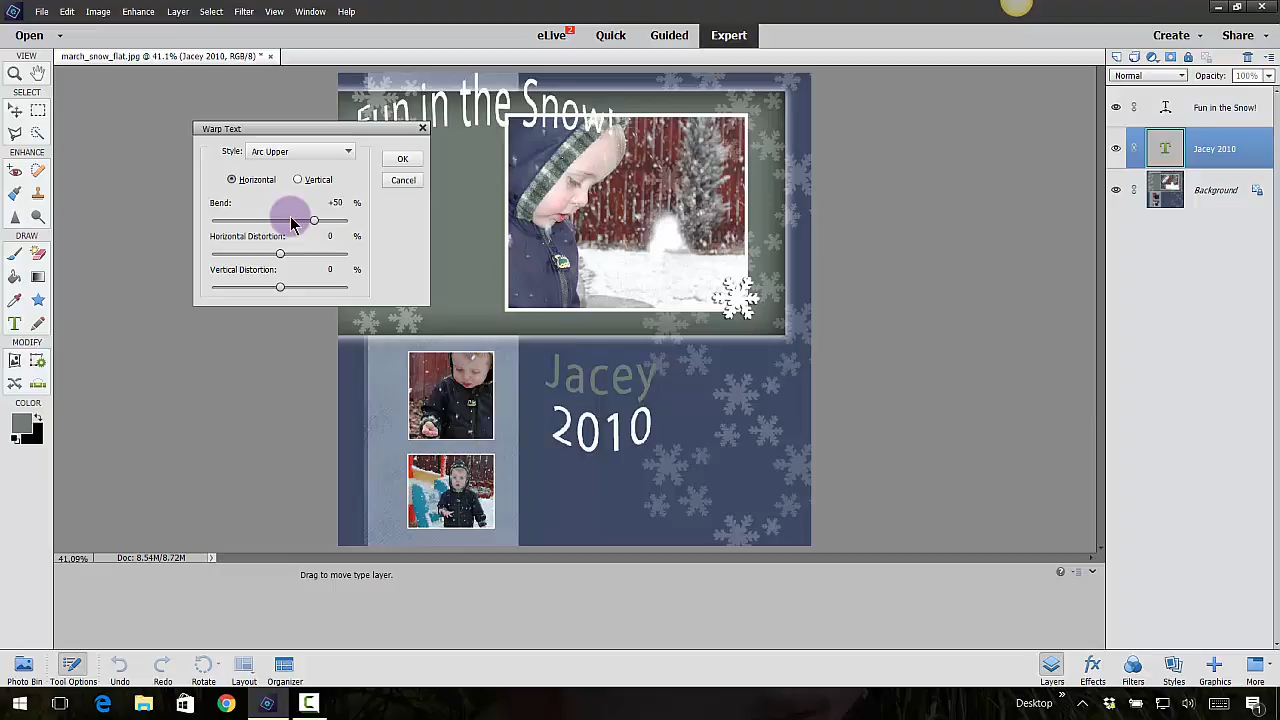 File Edit Image Enhance Layer Select Filter View Window Help
Open eLive 2 Quick Guided Expert Create Share
VIEW march_snow_flat.jpg @ 41.1% (Jacey 2010, RGB/8) * ×
Normal Opacity: 100%
SELECT
Fun in the Snow!
Fun in the Snow!
Warp Text
Style: Arc Upper OK
Jacey 2010
ENHANCE
Horizontal Vertical Cancel
Background
Bend: +50 %
DRAW
Horizontal Distortion: 0 %
Vertical Distortion: 0 %
MODIFY
Jacey
2010
COLOR
41.09% Doc: 8.54M/8.72M
Drag to move type layer.
Photo Bin Tool Options Undo Redo Rotate Layout Organizer Layers Effects Filters Styles Graphics More
Desktop